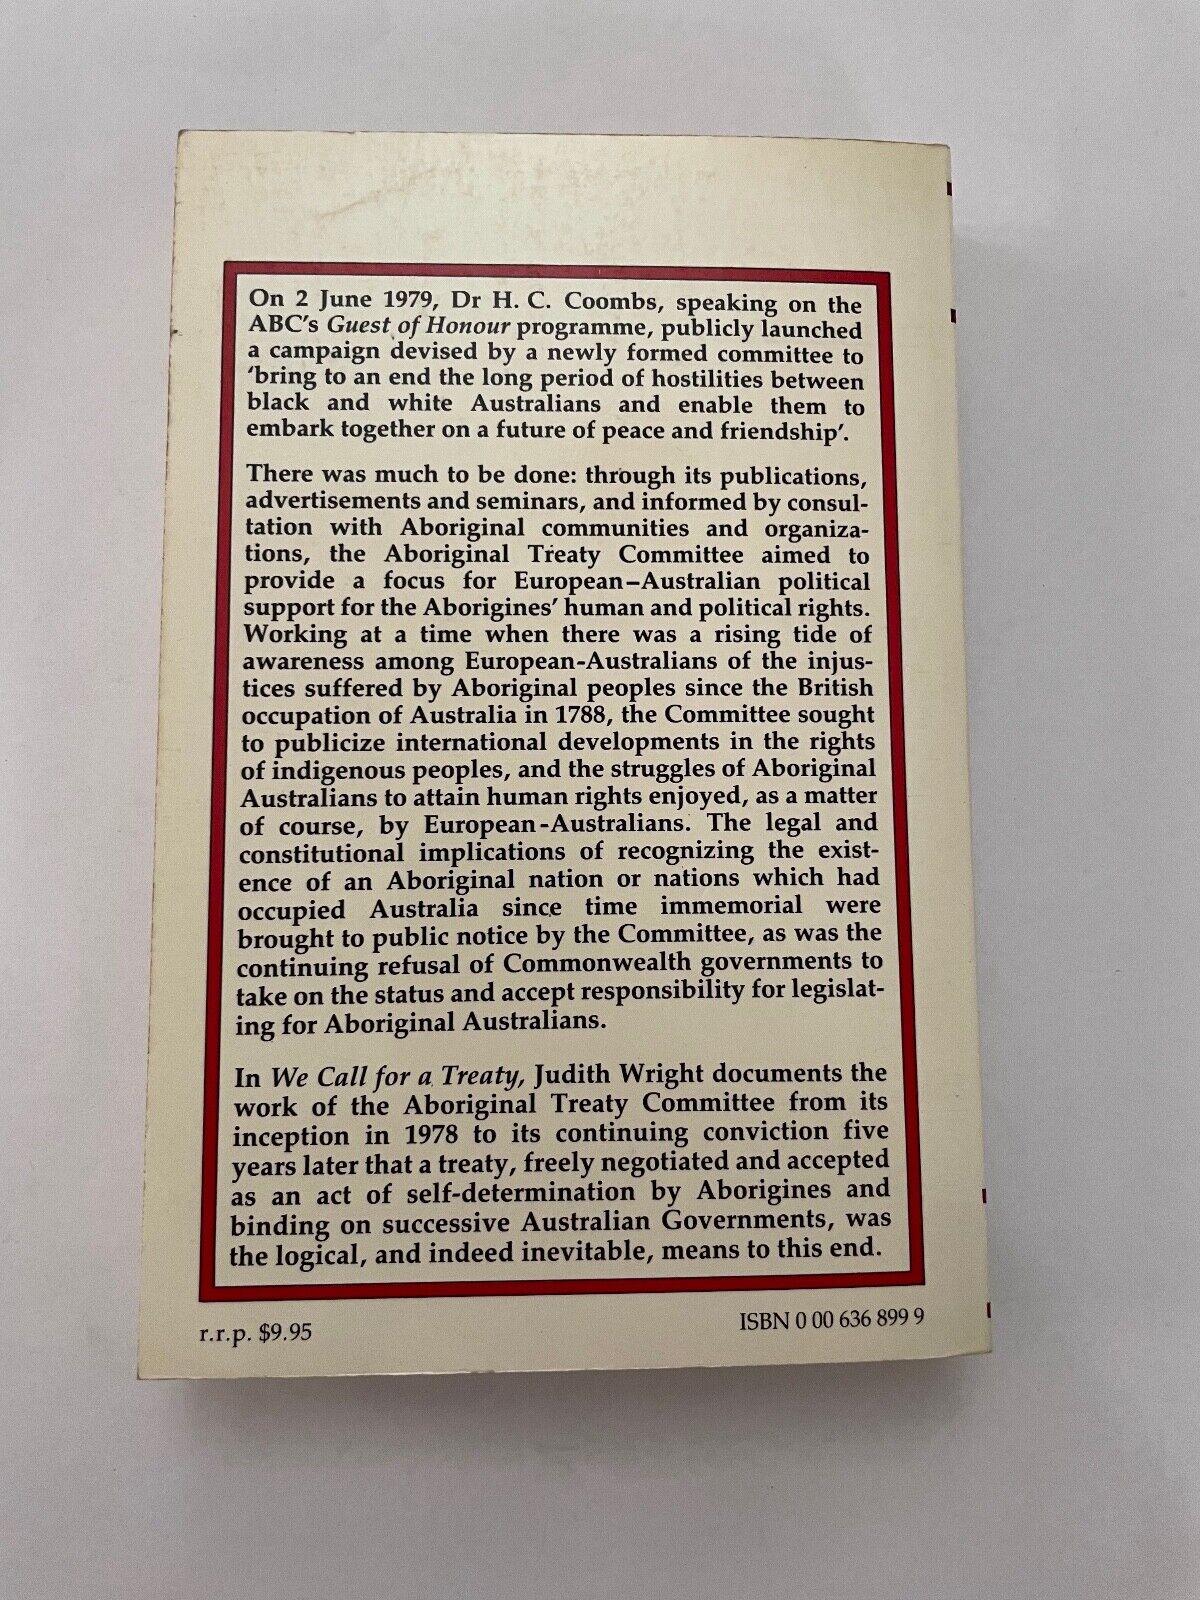 On 2 June 1979, Dr H. C. Coombs, speaking on the
ABC's Guest of Honour programme, publicly launched
a campaign devised by a newly formed committee to
'bring to an end the long period of hostilities between
black and white Australians and enable them to
embark together on a future of peace and friendship'.
There was much to be done: through its publications,
advertisements and seminars, and informed by consul-
tation with Aboriginal communities and organiza-
tions, the Aboriginal Treaty Committee aimed to
provide a focus for European–Australian political
support for the Aborigines' human and political rights.
Working at a time when there was a rising tide of
awareness among European-Australians of the injus-
tices suffered by Aboriginal peoples since the British
occupation of Australia in 1788, the Committee sought
to publicize international developments in the rights
of indigenous peoples, and the struggles of Aboriginal
Australians to attain human rights enjoyed, as a matter
of course, by European-Australians. The legal and
constitutional implications of recognizing the exist-
ence of an Aboriginal nation or nations which had
occupied Australia since time immemorial were
brought to public notice by the Committee, as was the
continuing refusal of Commonwealth governments to
take on the status and accept responsibility for legislat-
ing for Aboriginal Australians.
In We Call for a Treaty, Judith Wright documents the
work of the Aboriginal Treaty Committee from its
inception in 1978 to its continuing conviction five
years later that a treaty, freely negotiated and accepted
as an act of self-determination by Aborigines and
binding on successive Australian Governments, was
the logical, and indeed inevitable, means to this end.
r.r.p. $9.95
ISBN 0 00 636 899 9